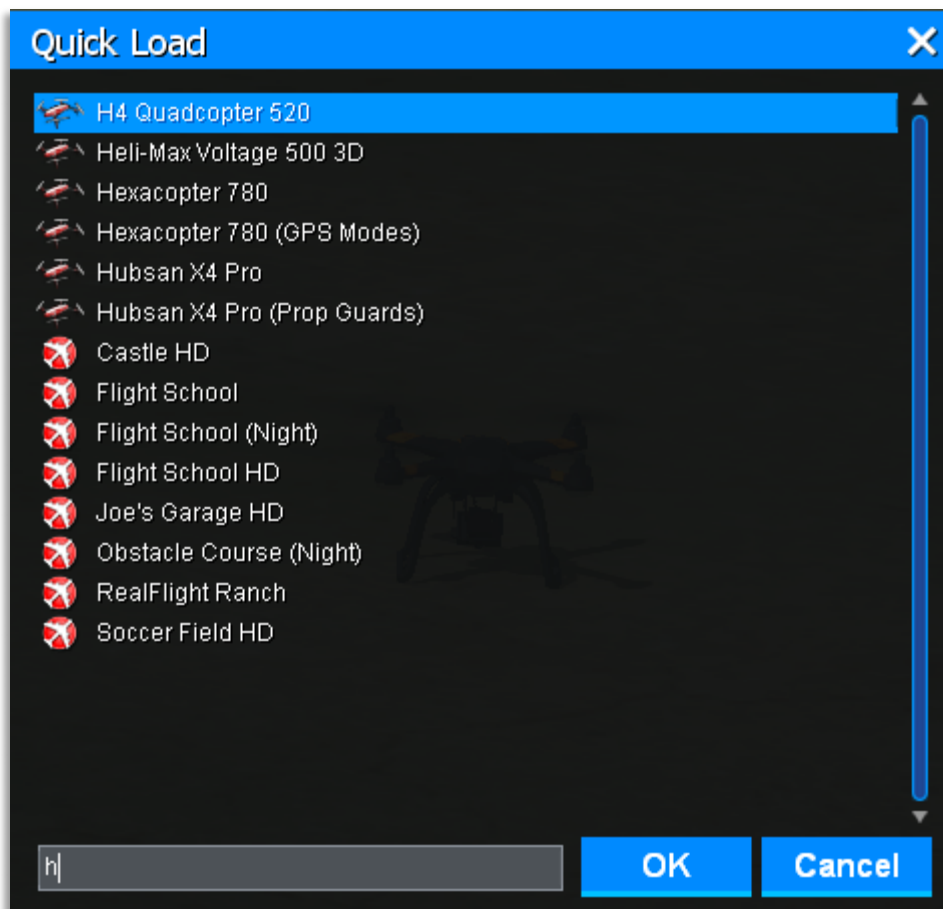 Quick Load
H4 Quadcopter 520
Heli-Max Voltage 500 3D
Hexacopter 780
Hexacopter 780 (GPS Modes)
Hubsan X4 Pro
Hubsan X4 Pro (Prop Guards)
Castle HD
Flight School
Flight School (Night)
Flight School HD
Joe's Garage HD
Obstacle Course (Night)
RealFlight Ranch
Soccer Field HD
h
OK
Cancel